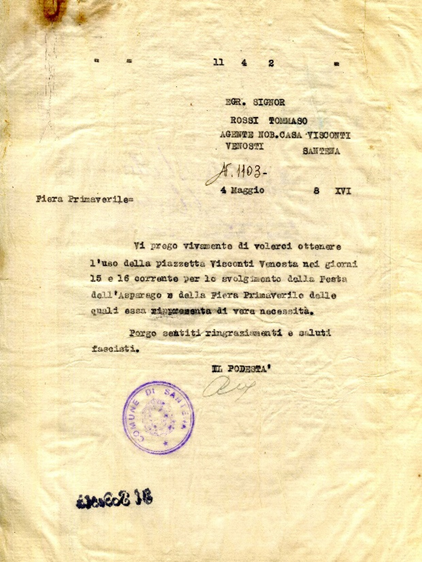 " = 11 4 2 =
EGR. SIGNOR
ROSSI TOMMASO
AGENTE NOB.CASA VISCONTI
VENOSTI SANTENA
N. 1103-
4 Maggio 8 XVI
Fiera Primaverile=
Vi prego vivamente di volerci ottenere
l'uso della piazzetta Visconti Venosta nei giorni
15 e 16 corrente per lo svolgimento della Festa
dell'Asparago e della Fiera Primaverile delle
quali essa rappresenta di vera necessità.
Porgo sentiti ringraziamenti e saluti
fascisti.
IL PODESTA'
COMUNE DI SANTENA